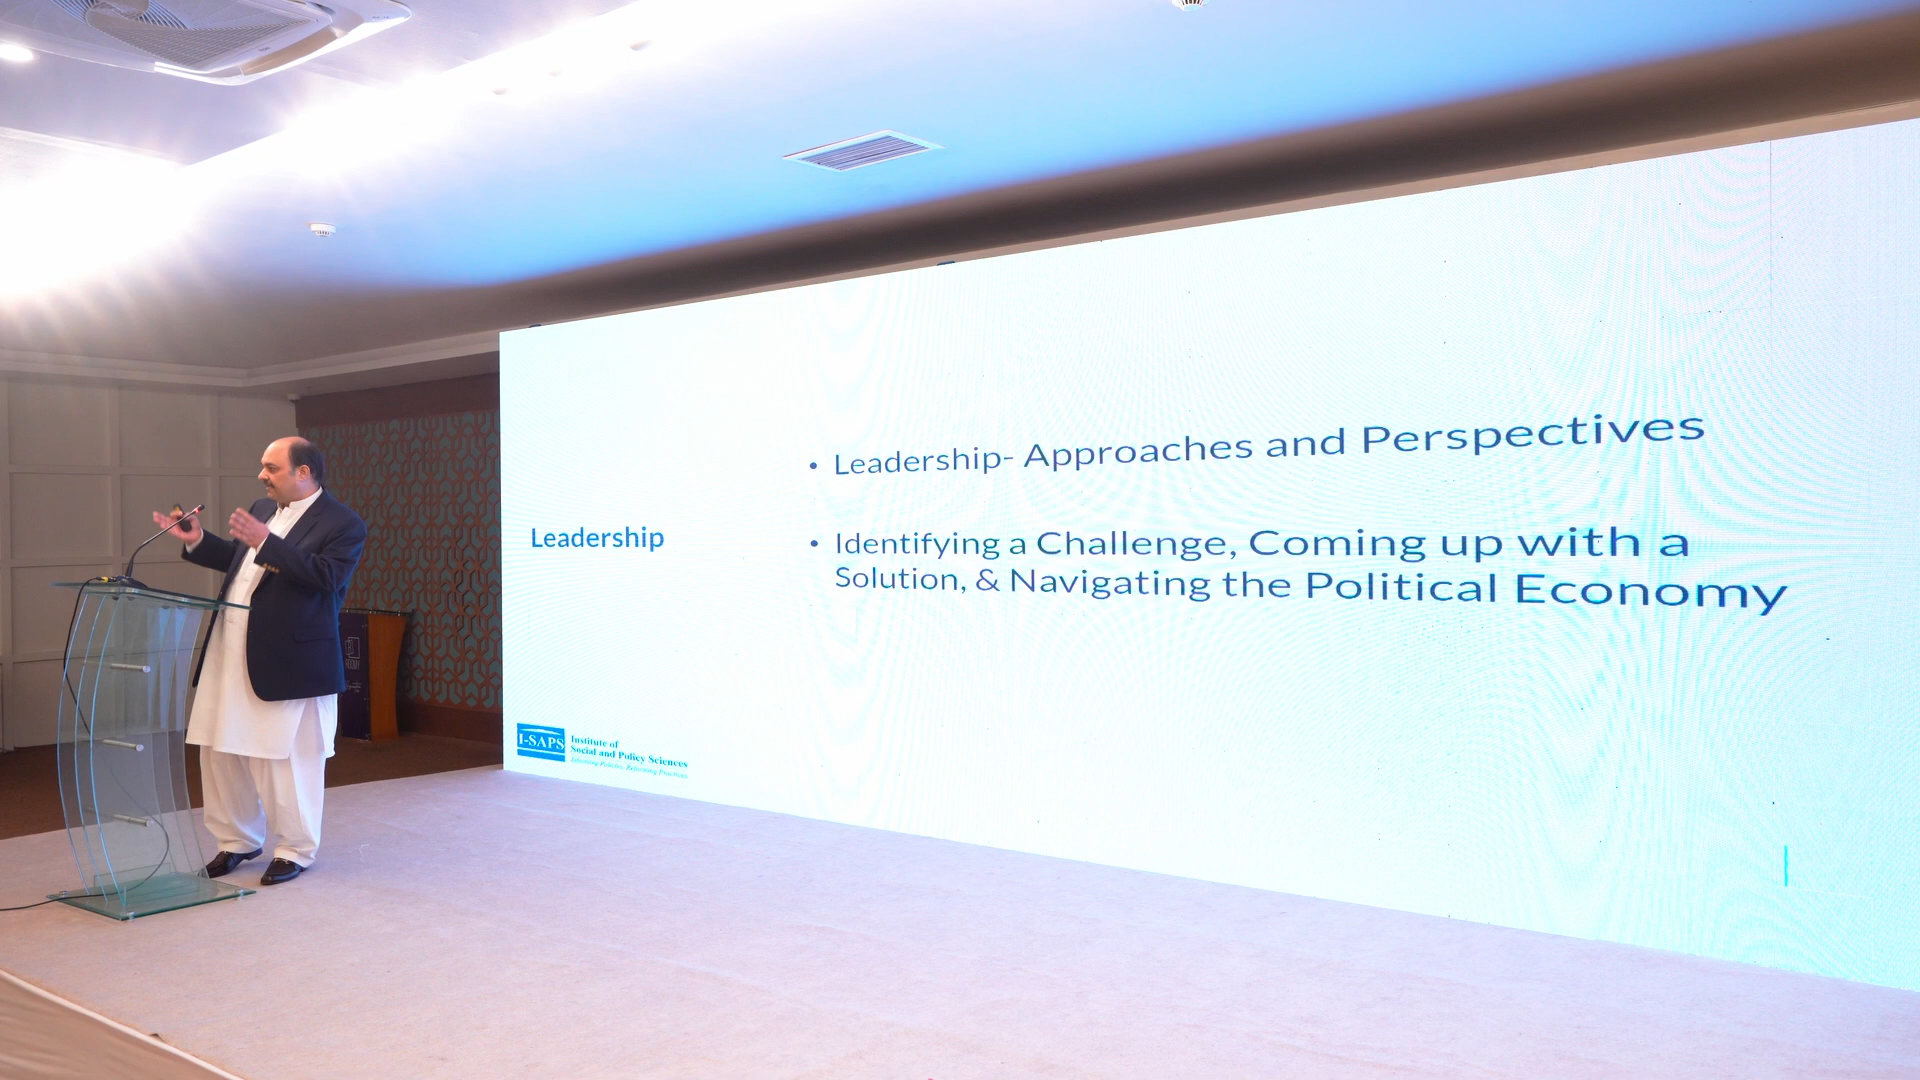 Leadership
• Leadership- Approaches and Perspectives
• Identifying a Challenge, Coming up with a
Solution, & Navigating the Political Economy
I-SAPS
Institute of
Social and Policy Sciences